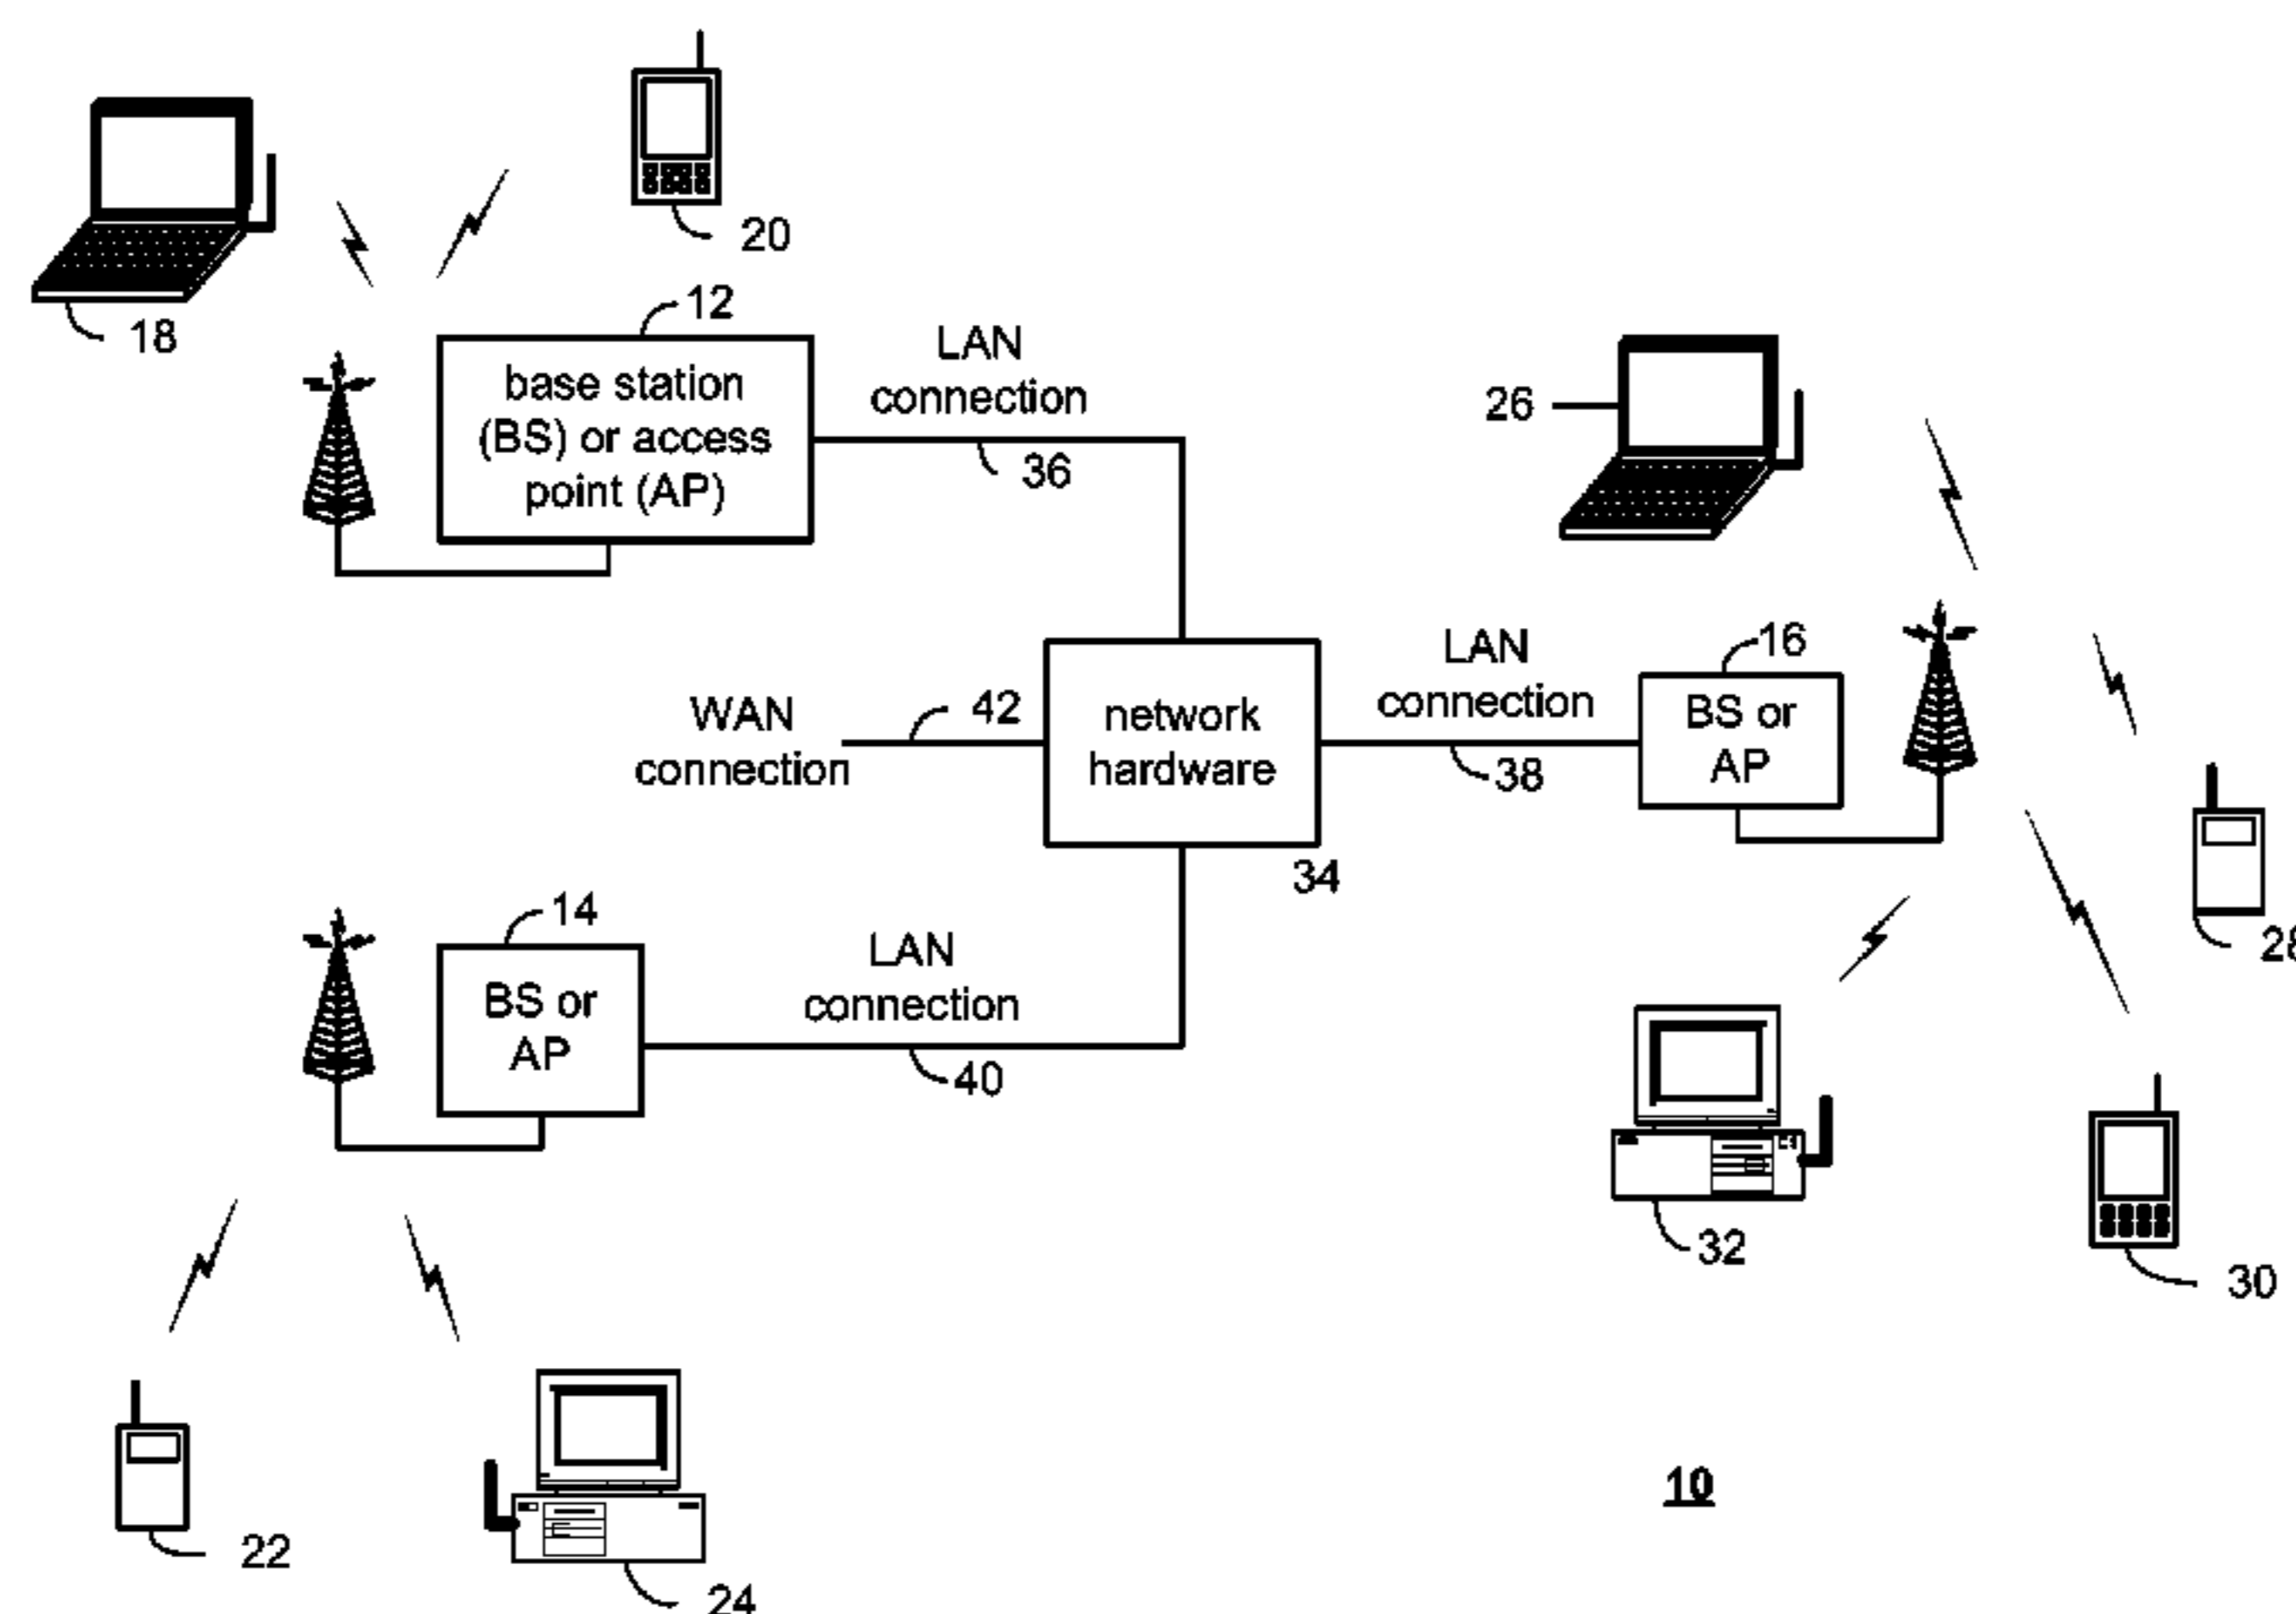 20
18
12
base station
(BS) or access
point (AP)
LAN
connection
36
26
WAN
connection
42
network
hardware
34
LAN
connection
38
16
BS or
AP
28
14
BS or
AP
LAN
connection
40
32
30
22
24
10